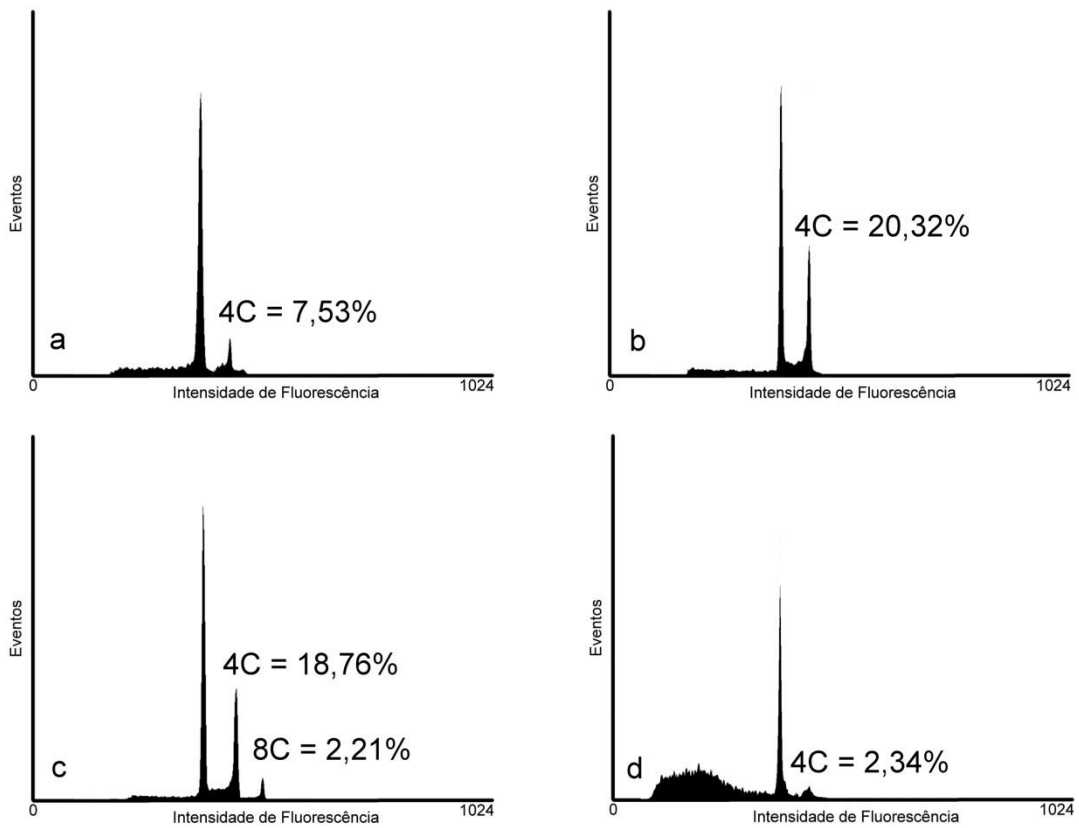 Eventos
4C = 7,53%
a
0
Intensidade de Fluorescência
1024
Eventos
4C = 20,32%
b
0
Intensidade de Fluorescência
1024
Eventos
4C = 18,76%
8C = 2,21%
c
0
Intensidade de Fluorescência
1024
Eventos
4C = 2,34%
d
0
Intensidade de Fluorescência
1024